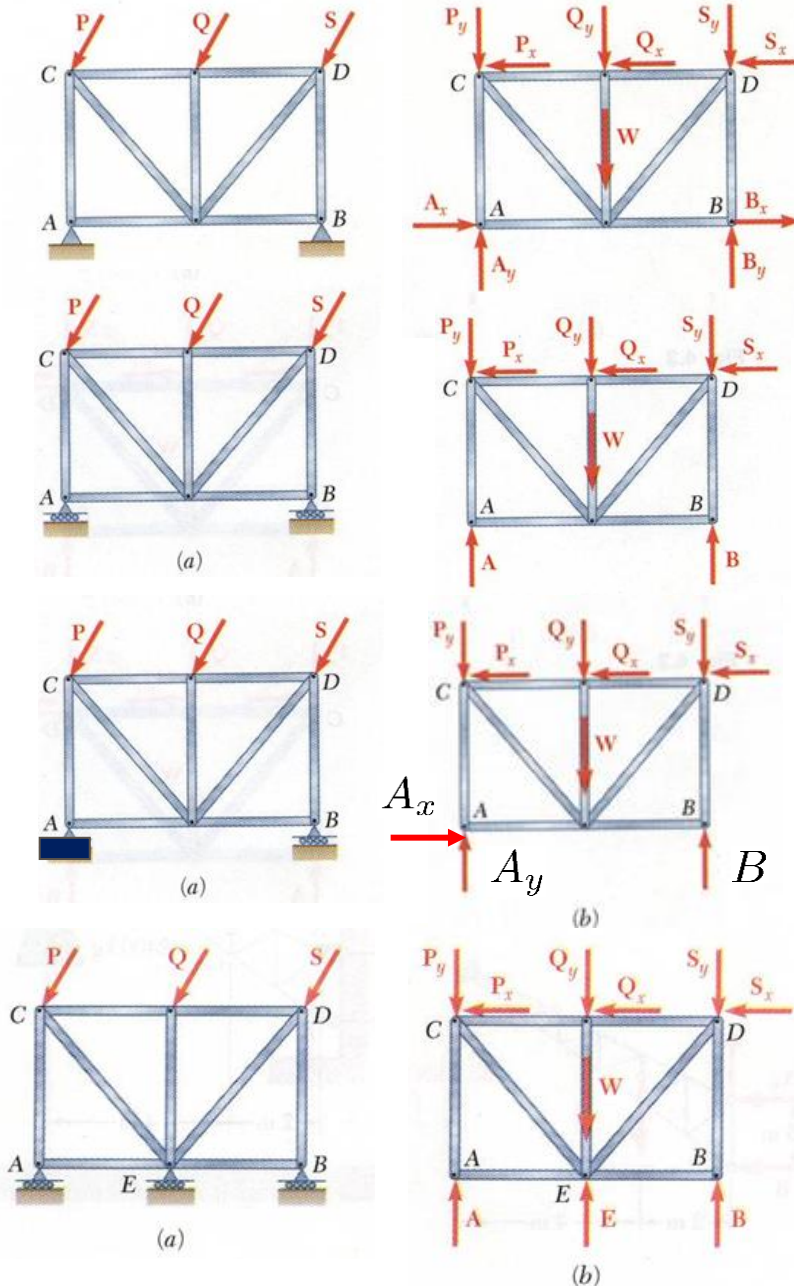 P Q S
C D
A B
P_y Q_y S_y
P_x Q_x S_x
C D
W
A_x A B B_x
A_y B_y
P Q S
C D
A B
(a)
P_y Q_y S_y
P_x Q_x S_x
C D
W
A B
A B
P Q S
C D
A B
(a)
P_y Q_y S_y
P_x Q_x S_x
C D
W
A_x A B
A_y B
(b)
P Q S
C D
A E B
(a)
P_y Q_y S_y
P_x Q_x S_x
C D
W
A E B
A E B
(b)